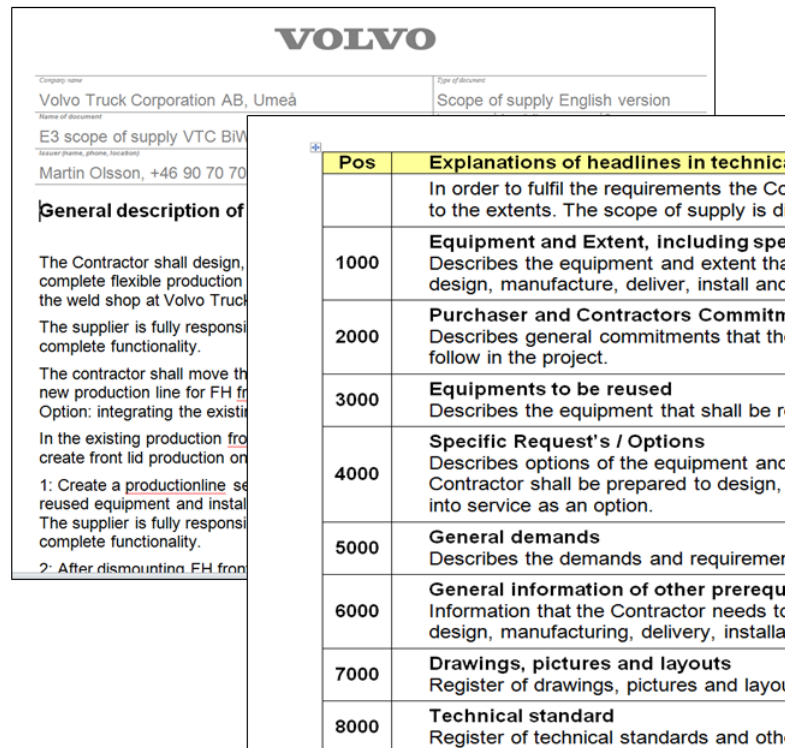 VOLVO
Company name
Type of document
Volvo Truck Corporation AB, Umeå
Scope of supply English version
Name of document
E3 scope of supply VTC BiW
Issuer (name, phone, location)
Martin Olsson, +46 90 70 70
General description of
The Contractor shall design,
complete flexible production
the weld shop at Volvo Truck
The supplier is fully responsi
complete functionality.
The contractor shall move th
new production line for FH fr
Option: integrating the existin
In the existing production fro
create front lid production on
1: Create a productionline se
reused equipment and instal
The supplier is fully responsi
complete functionality.
2: After dismounting FH fron
Pos
Explanations of headlines in technica
In order to fulfil the requirements the Co
to the extents. The scope of supply is di
1000
Equipment and Extent, including spe
Describes the equipment and extent tha
design, manufacture, deliver, install and
2000
Purchaser and Contractors Commitm
Describes general commitments that the
follow in the project.
3000
Equipments to be reused
Describes the equipment that shall be re
4000
Specific Request's / Options
Describes options of the equipment and
Contractor shall be prepared to design,
into service as an option.
5000
General demands
Describes the demands and requiremen
6000
General information of other prerequ
Information that the Contractor needs to
design, manufacturing, delivery, installa
7000
Drawings, pictures and layouts
Register of drawings, pictures and layou
8000
Technical standard
Register of technical standards and othe